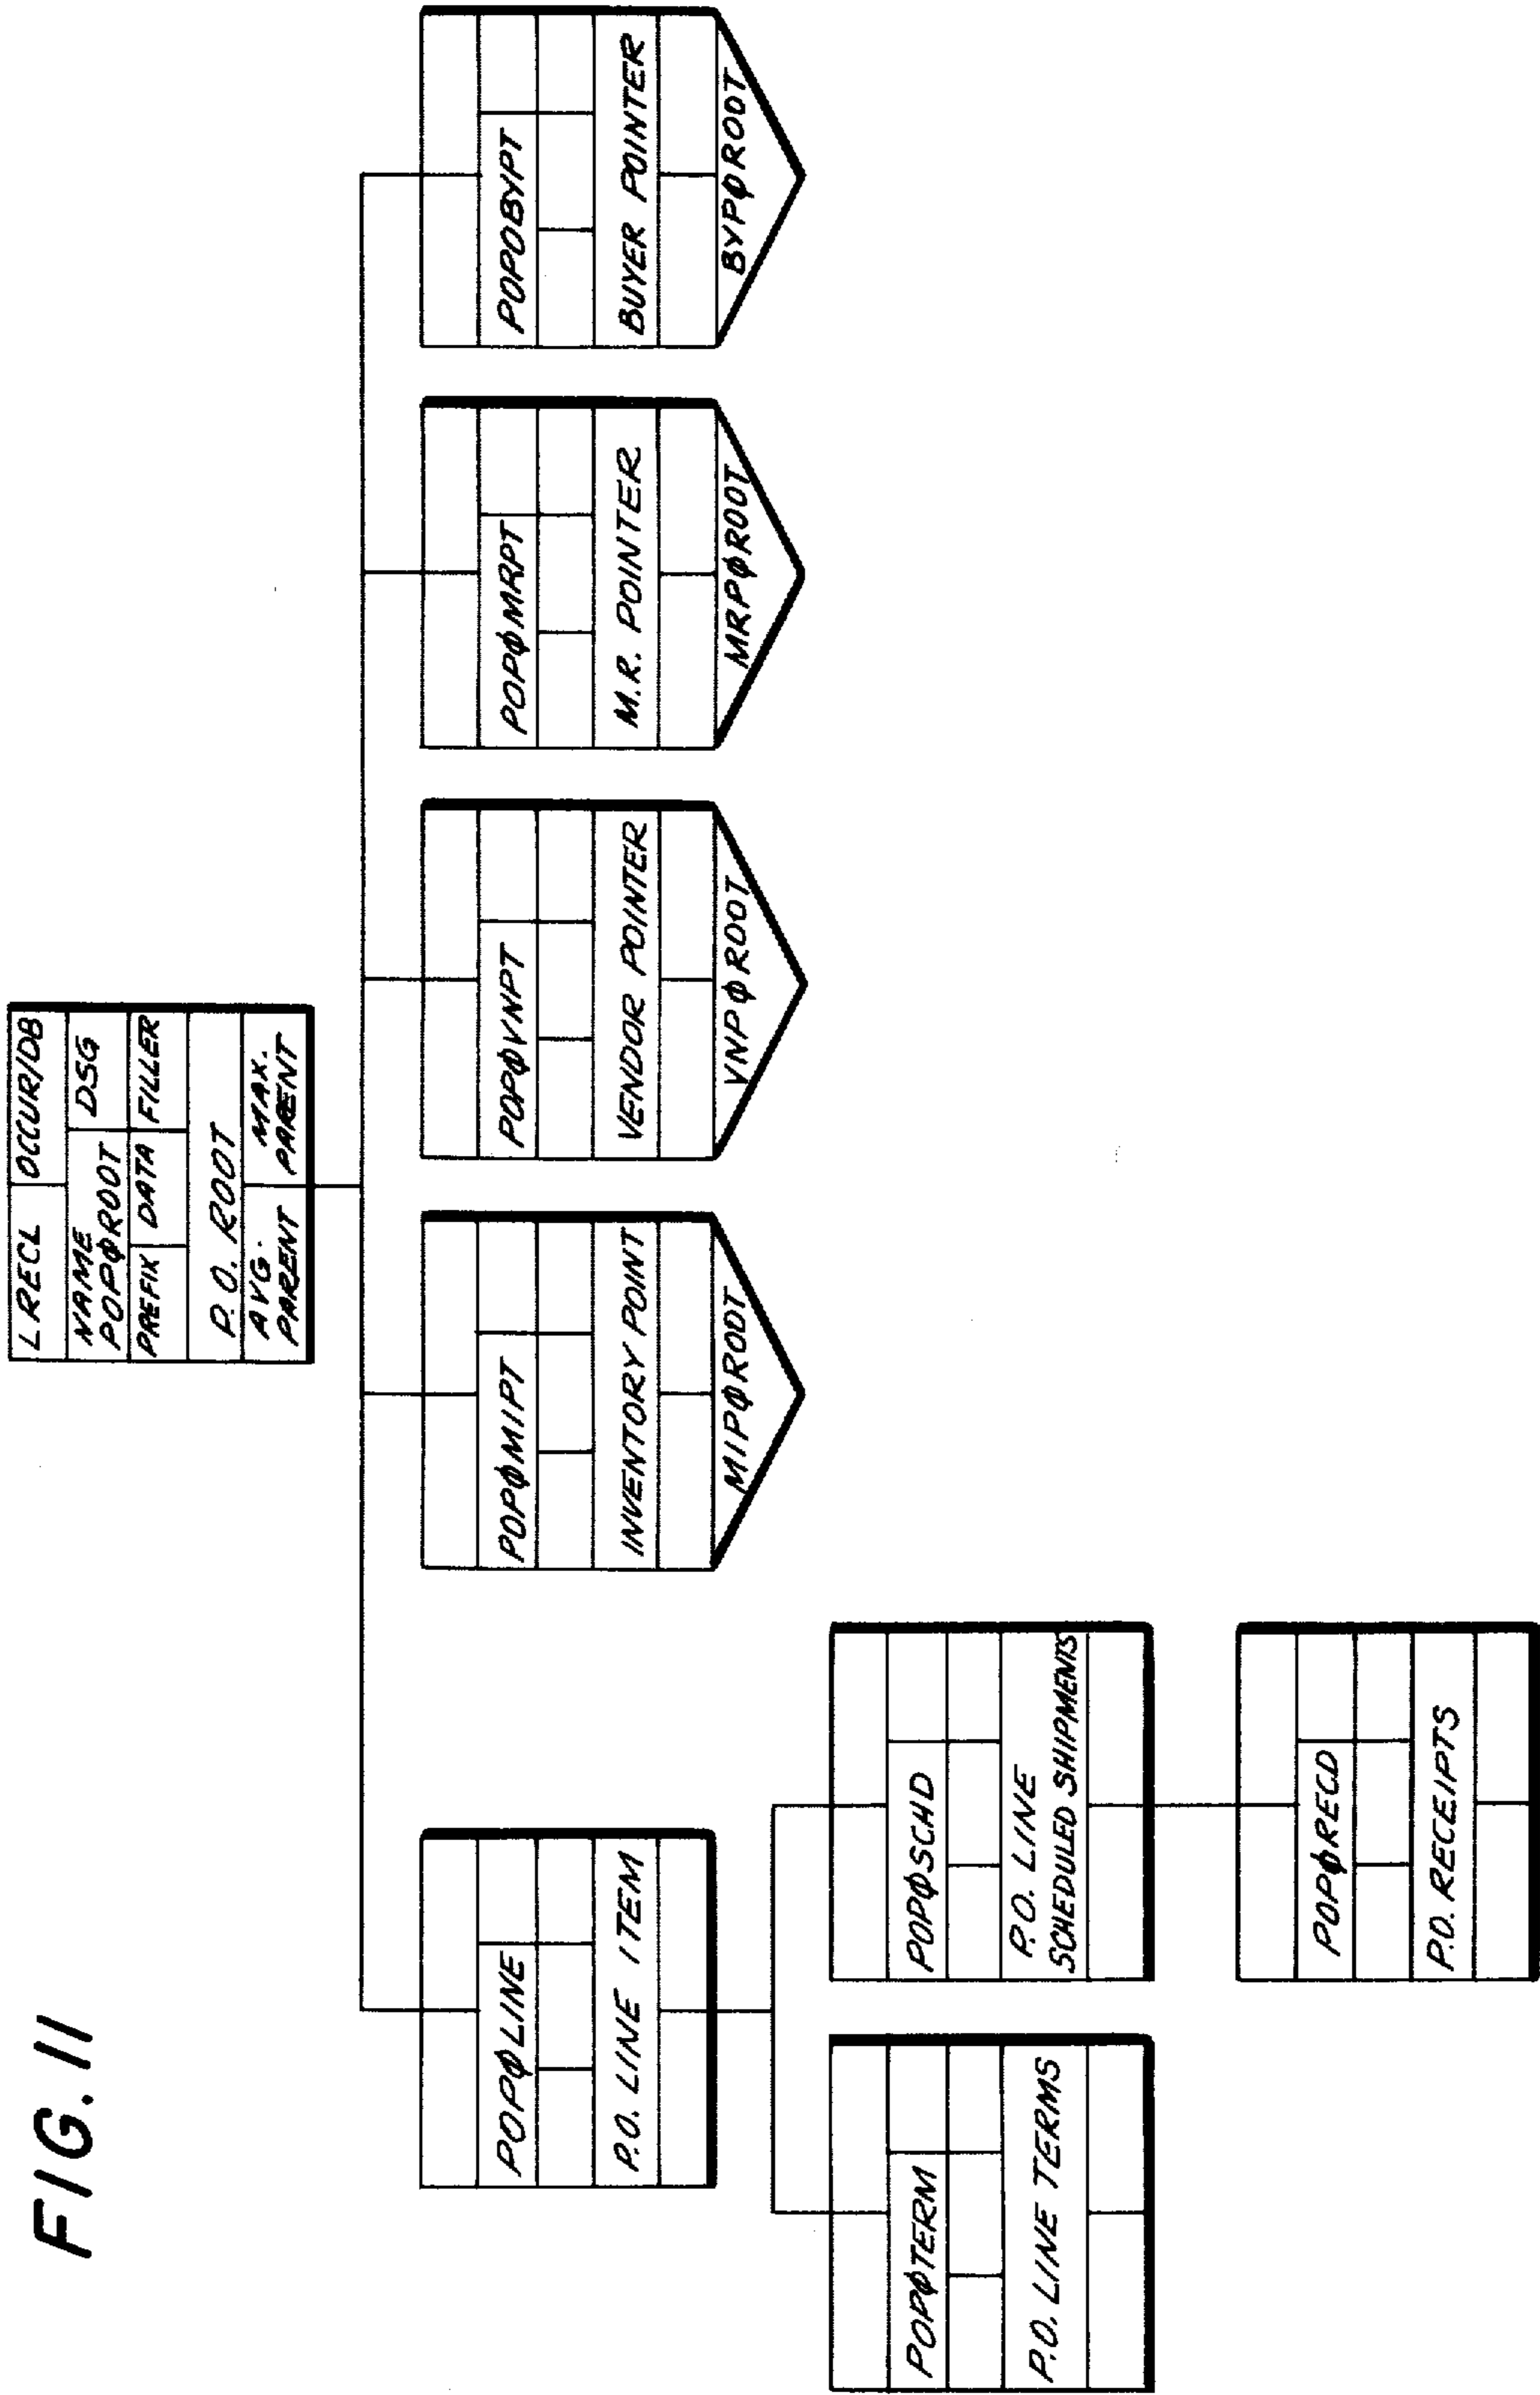 FIG. 11
LRECL OCCUR/DB
NAME DSG
POPØROOT
PREFIX DATA FILLER
P.O. ROOT
AVG. MAX.
PARENT PARENT
POPØLINE
P.O. LINE ITEM
POPØMIPT
INVENTORY POINT
MIPØROOT
POPØVNPT
VENDOR POINTER
VNPØROOT
POPØMRPT
M.R. POINTER
MRPØROOT
POPOBYPT
BUYER POINTER
BYPØROOT
POPØTERM
P.O. LINE TERMS
POPØSCHD
P.O. LINE
SCHEDULED SHIPMENTS
POPØRECD
P.O. RECEIPTS